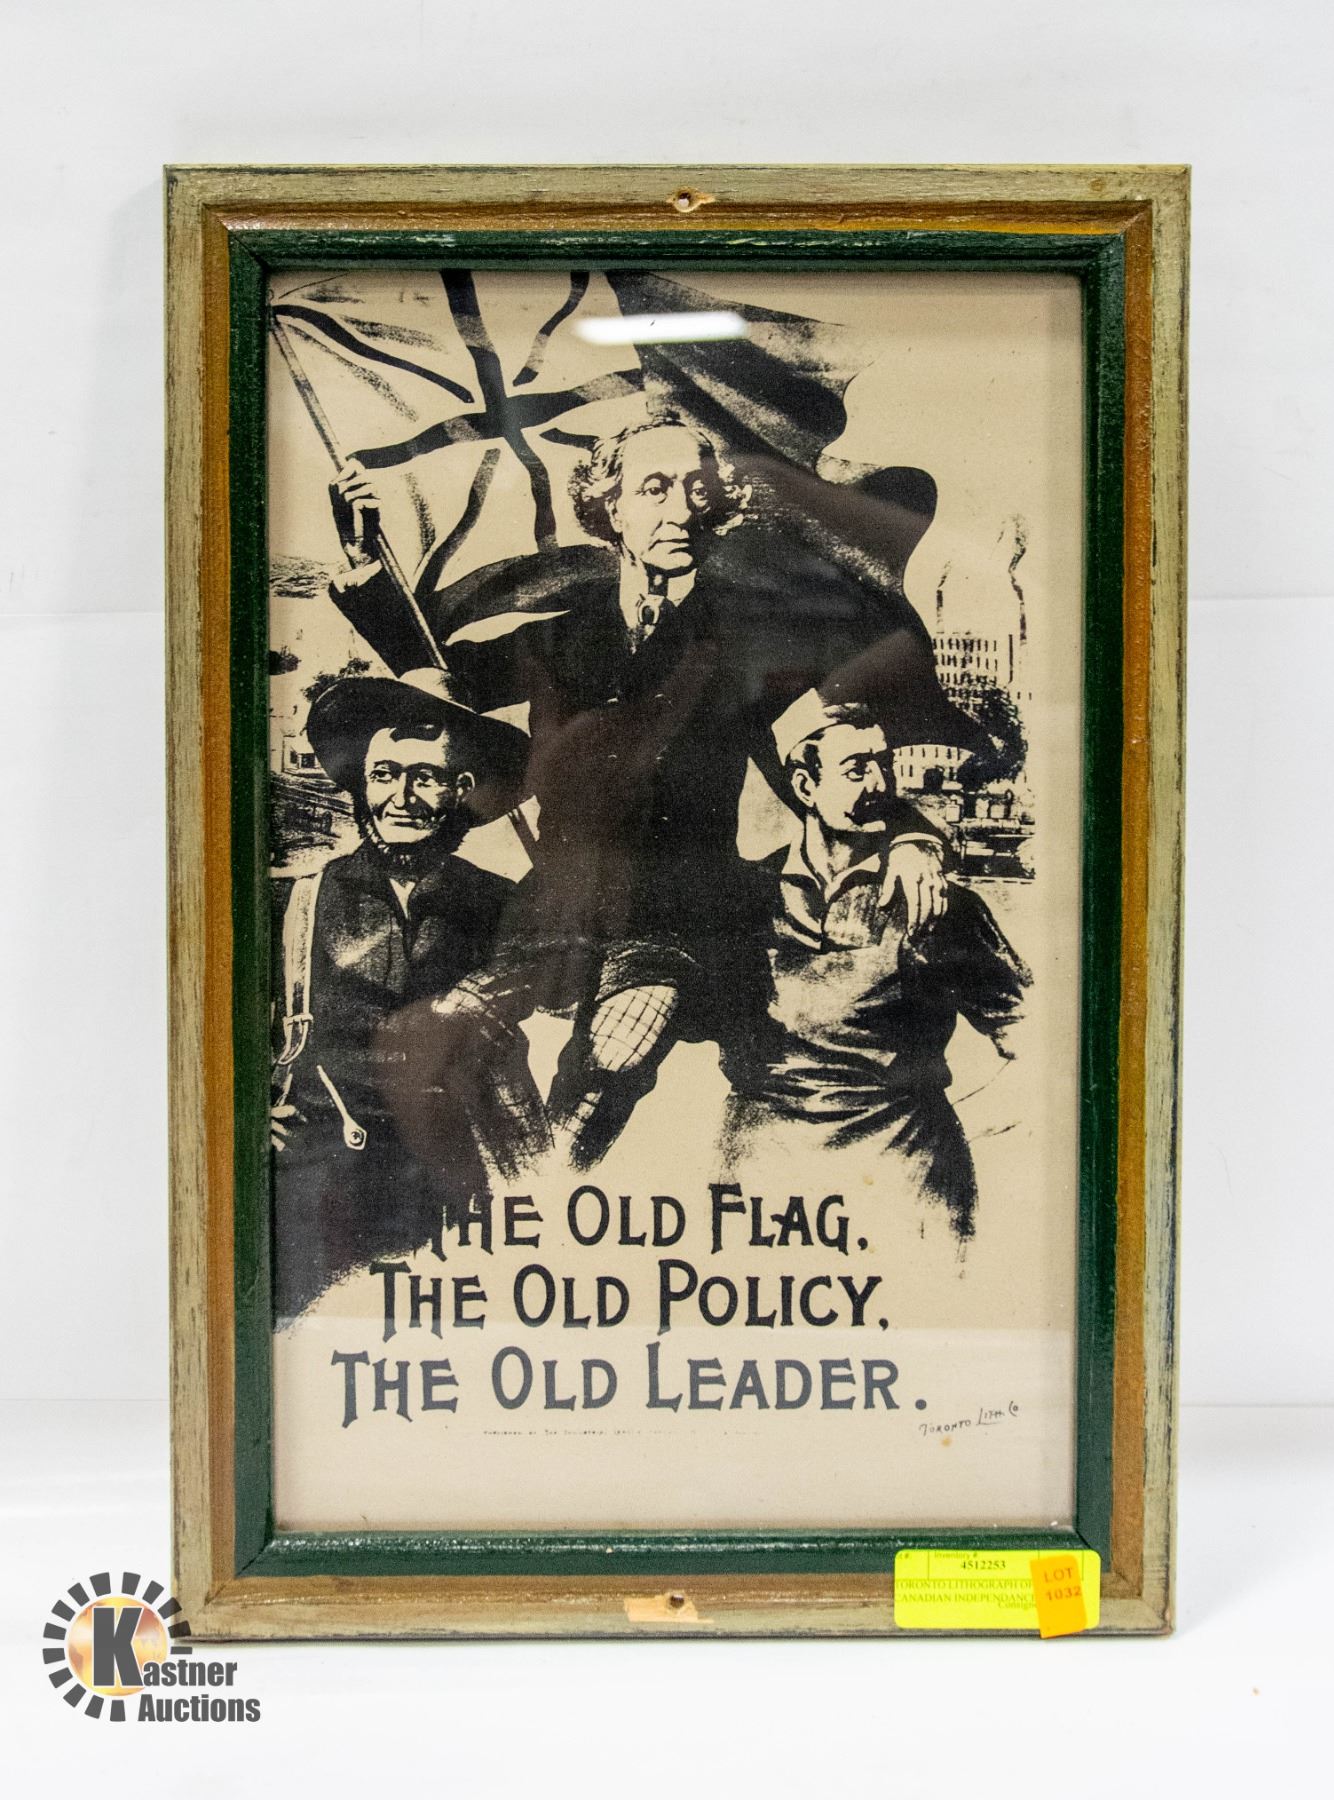 THE OLD FLAG.
THE OLD POLICY.
THE OLD LEADER.
TORONTO LITH. CO
Inventory #
4512253
TORONTO LITHOGRAPH OF
CANADIAN INDEPENDANCE
LOT
1032
Kastner
Auctions